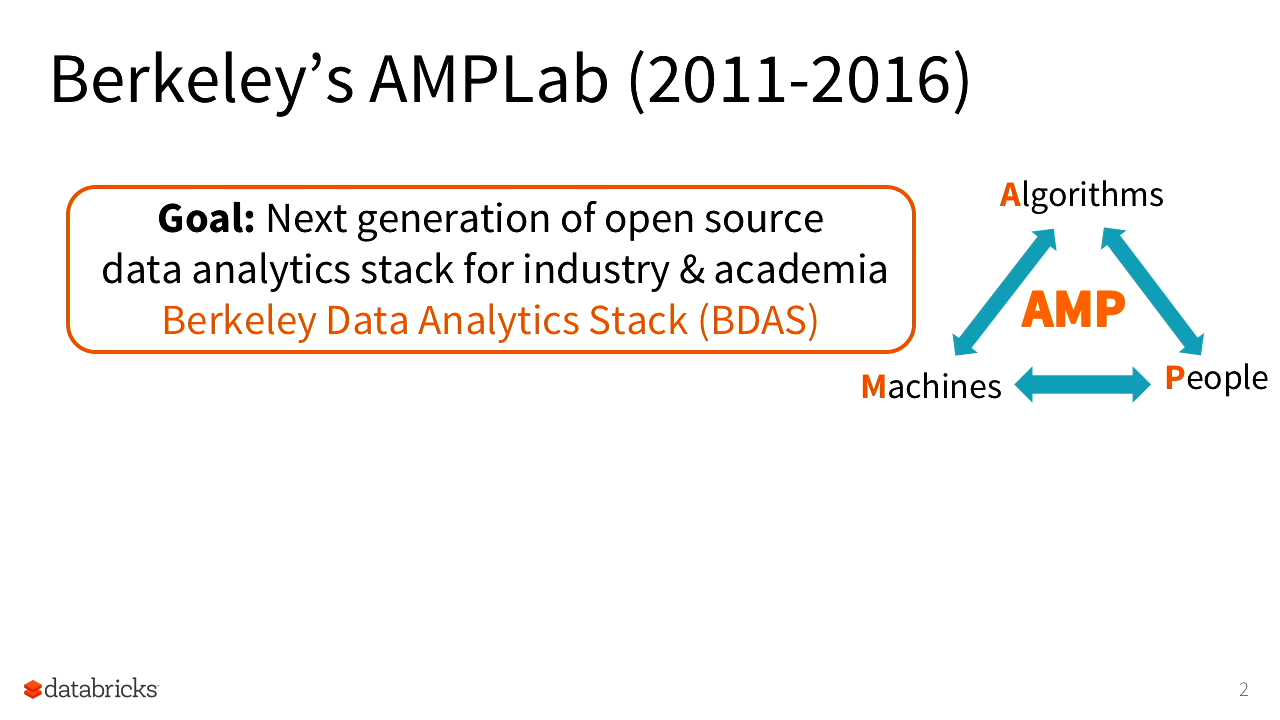 Berkeley’s AMPLab (2011-2016)
Goal: Next generation of open source
data analytics stack for industry & academia
Berkeley Data Analytics Stack (BDAS)
Algorithms
AMP
Machines
People
databricks
2